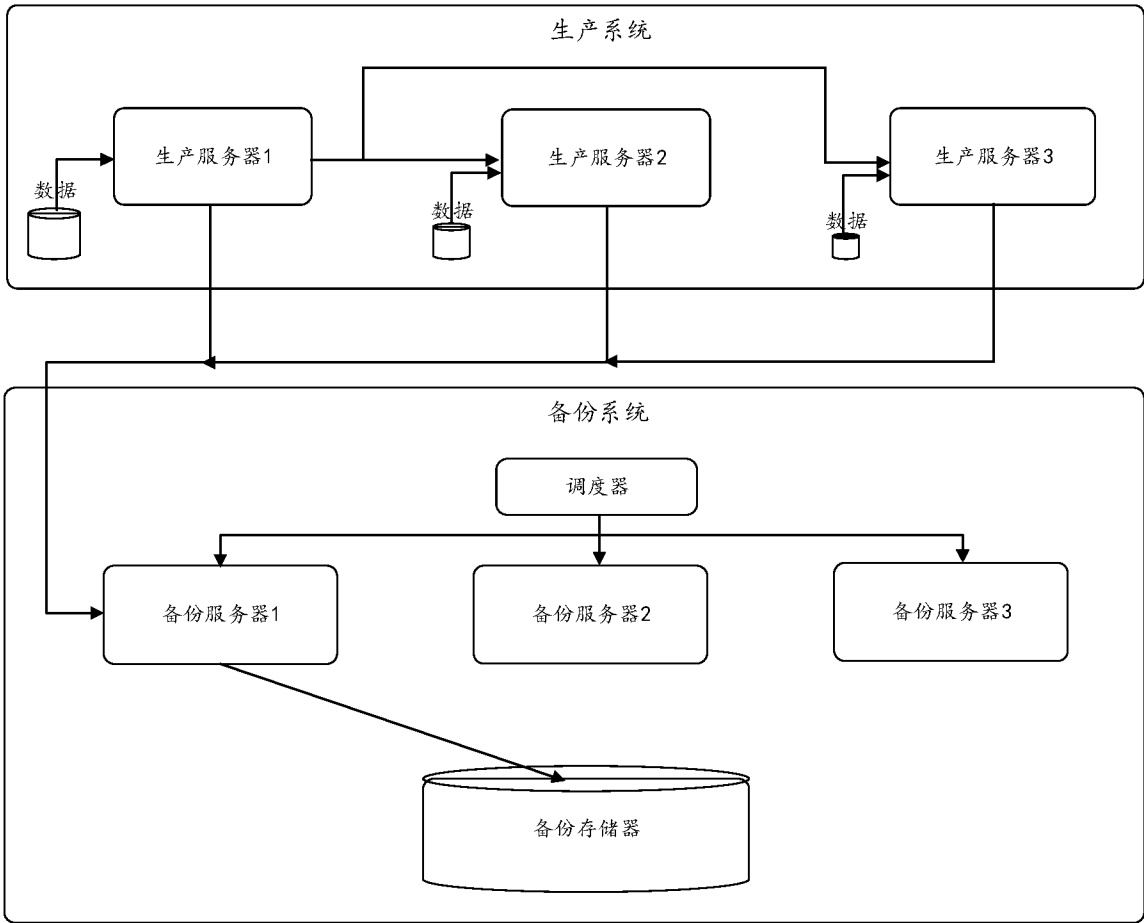 生产系统
生产服务器1
生产服务器2
生产服务器3
数据
数据
数据
备份系统
调度器
备份服务器1
备份服务器2
备份服务器3
备份存储器